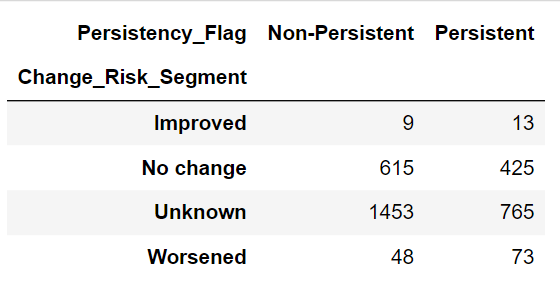 Persistency_Flag Non-Persistent Persistent
Change_Risk_Segment
Improved 9 13
No change 615 425
Unknown 1453 765
Worsened 48 73